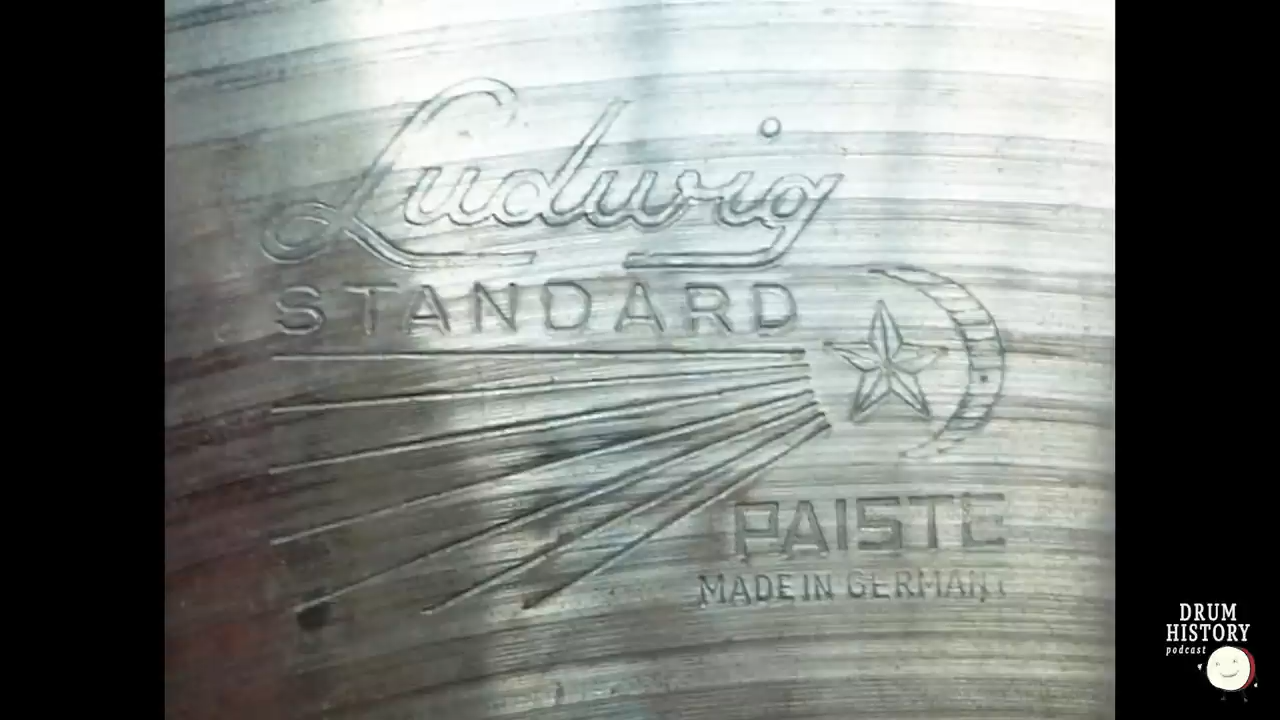 Ludwig
STANDARD
PAISTE
MADE IN GERMANY
DRUM
HISTORY
podcast